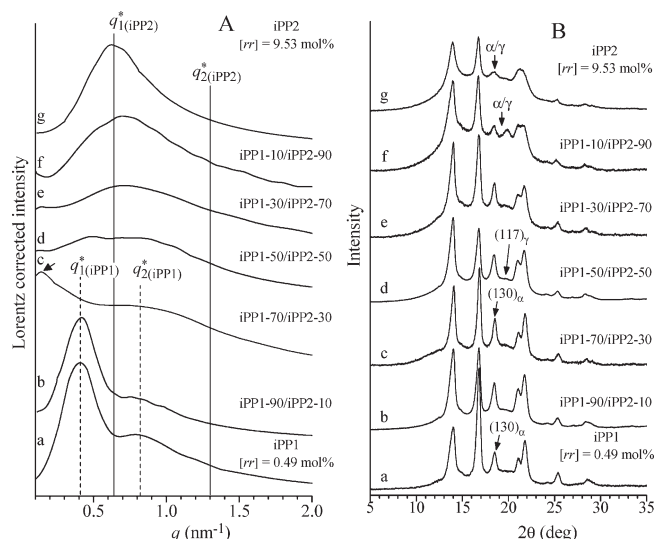 A
q*1(iPP2)
iPP2
[rr] = 9.53 mol%
q*2(iPP2)
g
f
iPP1-10/iPP2-90
e
iPP1-30/iPP2-70
d
iPP1-50/iPP2-50
c
q*1(iPP1)
q*2(iPP1)
iPP1-70/iPP2-30
b
iPP1-90/iPP2-10
iPP1
[rr] = 0.49 mol%
a
Lorentz corrected intensity
0.5 1.0 1.5 2.0
q (nm-1)
B
iPP2
[rr] = 9.53 mol%
α/γ
g
α/γ
f
iPP1-10/iPP2-90
e
iPP1-30/iPP2-70
(117)γ
d
iPP1-50/iPP2-50
(130)α
c
iPP1-70/iPP2-30
b
iPP1-90/iPP2-10
(130)α
iPP1
[rr] = 0.49 mol%
a
Intensity
5 10 15 20 25 30 35
2θ (deg)